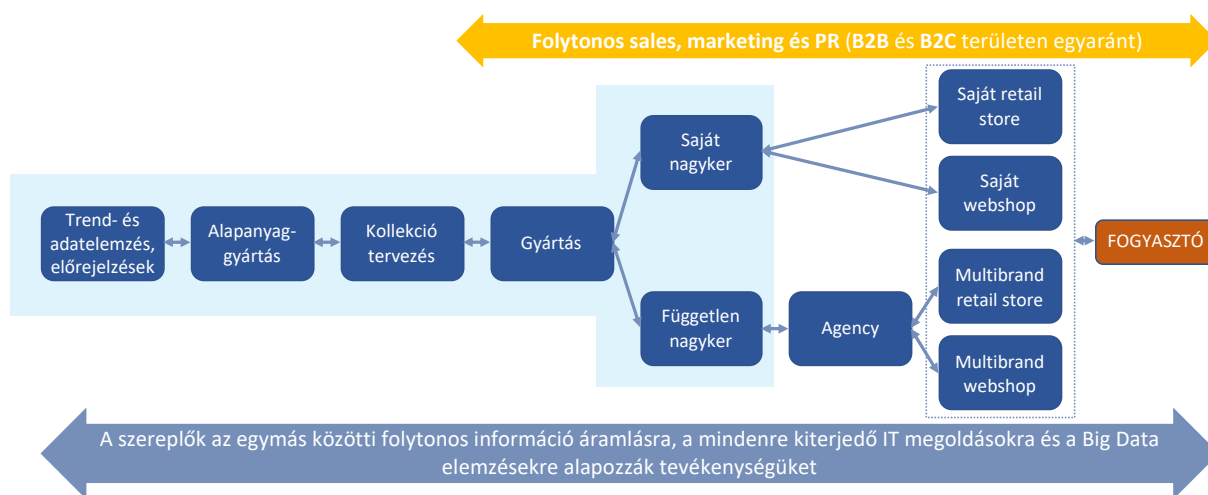 Folytonos sales, marketing és PR (B2B és B2C területen egyaránt)
Saját retail
store
Saját
nagyker
Saját
webshop
Trend- és
adatelemzés,
előrejelzések
Alapanyag-
gyártás
Kollekció
tervezés
Gyártás
FOGYASZTÓ
Multibrand
retail store
Független
nagyker
Agency
Multibrand
webshop
A szereplők az egymás közötti folytonos információ áramlásra, a mindenre kiterjedő IT megoldásokra és a Big Data
elemzésekre alapozzák tevékenységüket